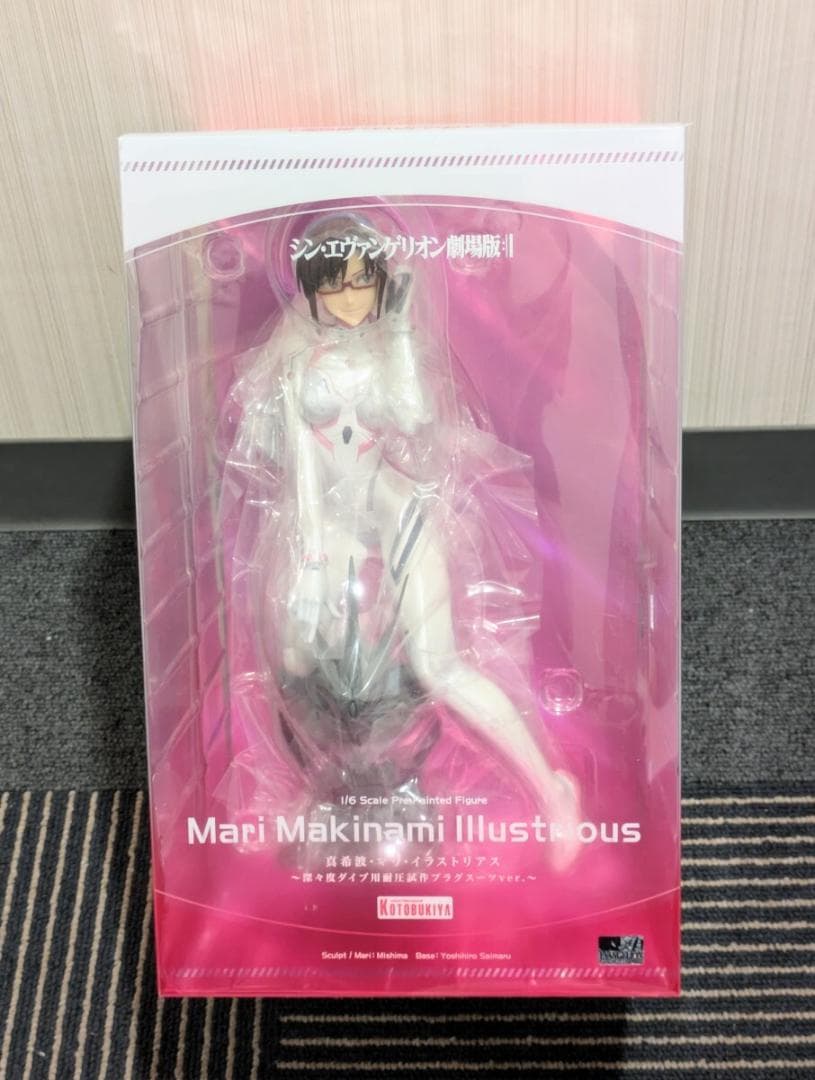 シン・エヴァンゲリオン劇場版:||
1/6 Scale Pre-Painted Figure
Mari Makinami Illustrious
真希波・マリ・イラストリアス
～深々度ダイブ用耐圧試作プラグスーツver.～
KOTOBUKIYA
Sculpt / Mari: Mishima Base: Yoshihiro Saimaru
EVANGELION